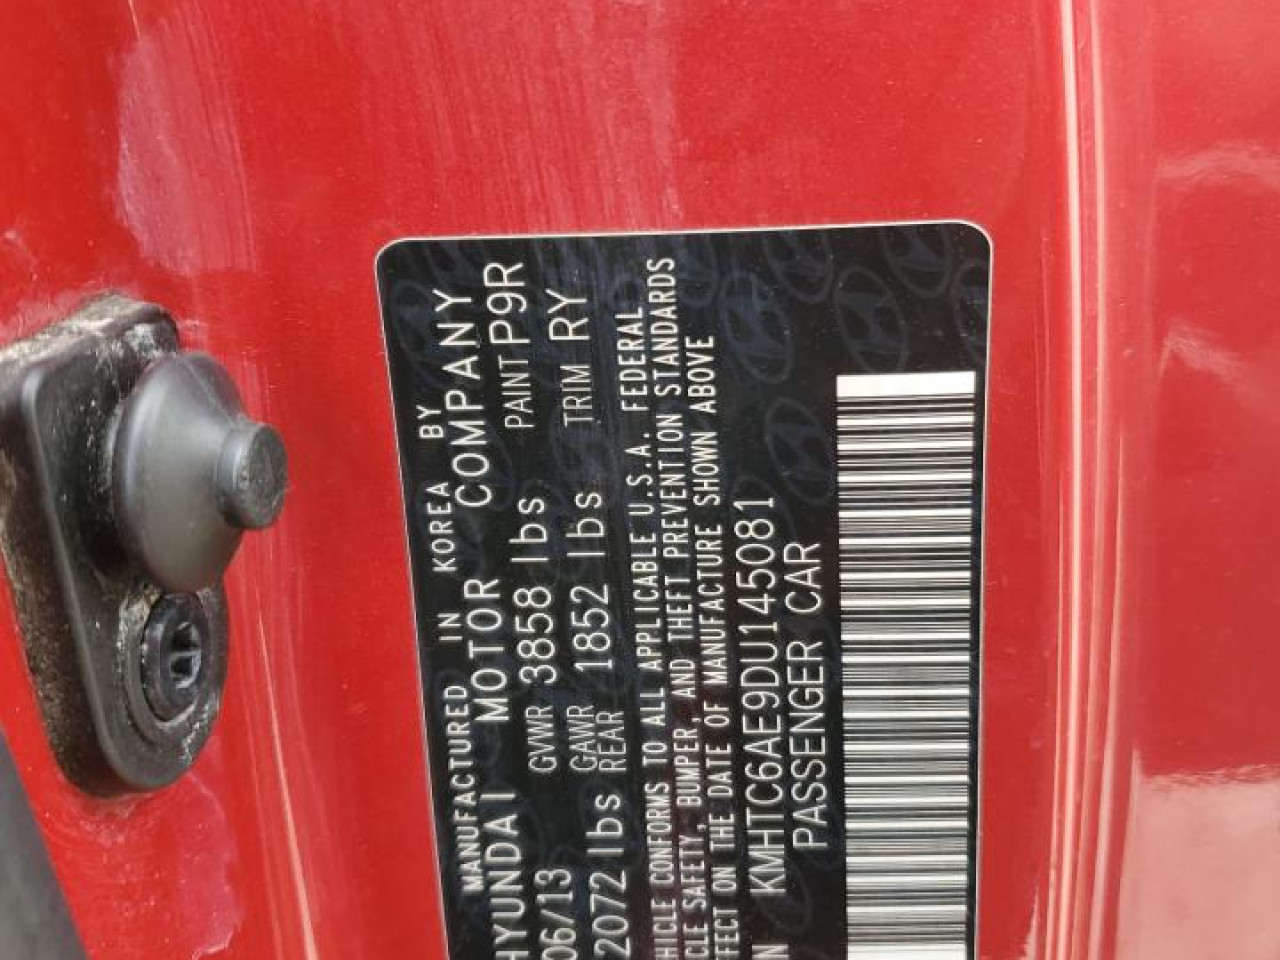 MANUFACTURED IN KOREA BY
HYUNDAI MOTOR COMPANY
06/13 GVWR 3858 lbs PAINT P9R
2072 lbs GAWR REAR 1852 lbs TRIM RY
HICLE CONFORMS TO ALL APPLICABLE U.S.A. FEDERAL
CLE SAFETY, BUMPER, AND THEFT PREVENTION STANDARDS
FFECT ON THE DATE OF MANUFACTURE SHOWN ABOVE
KMHTC6AE9DU145081
PASSENGER CAR